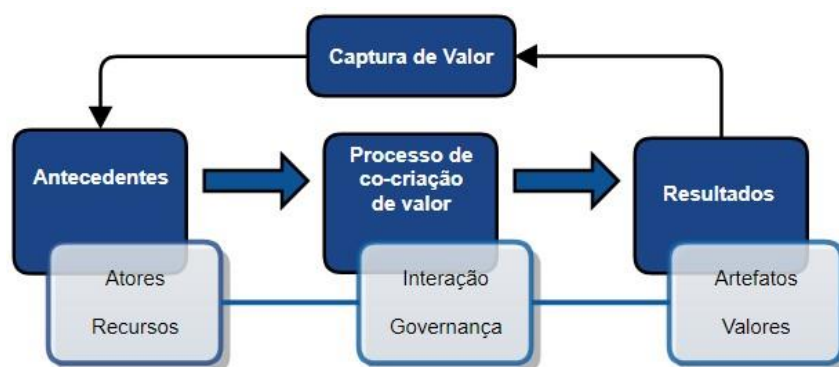 Captura de Valor
Antecedentes
Processo de
co-criação
de valor
Resultados
Atores
Recursos
Interação
Governança
Artefatos
Valores